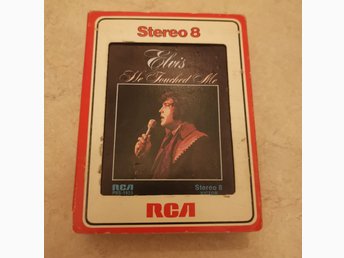 Stereo 8
Elvis
He Touched Me
RCA
Stereo 8
RCA